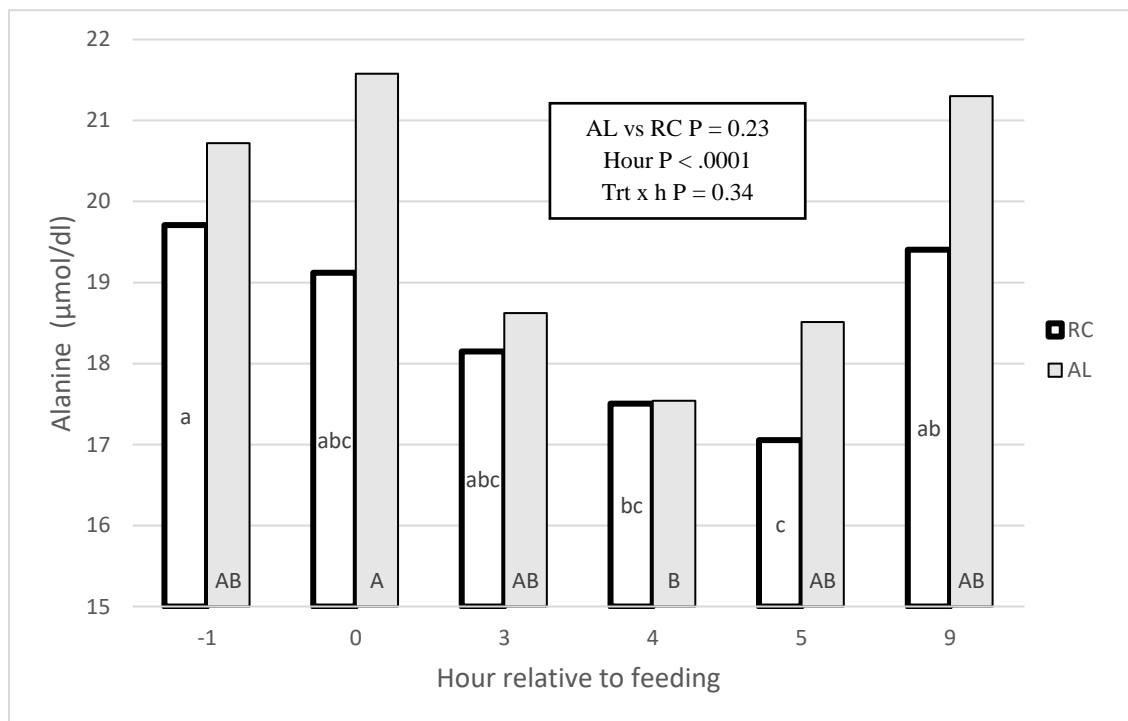 22
21
20
19
18
17
16
15
Alanine (µmol/dl)
AL vs RC P = 0.23
Hour P < .0001
Trt x h P = 0.34
a
abc
abc
bc
c
ab
AB
A
AB
B
AB
AB
-1 0 3 4 5 9
Hour relative to feeding
RC
AL